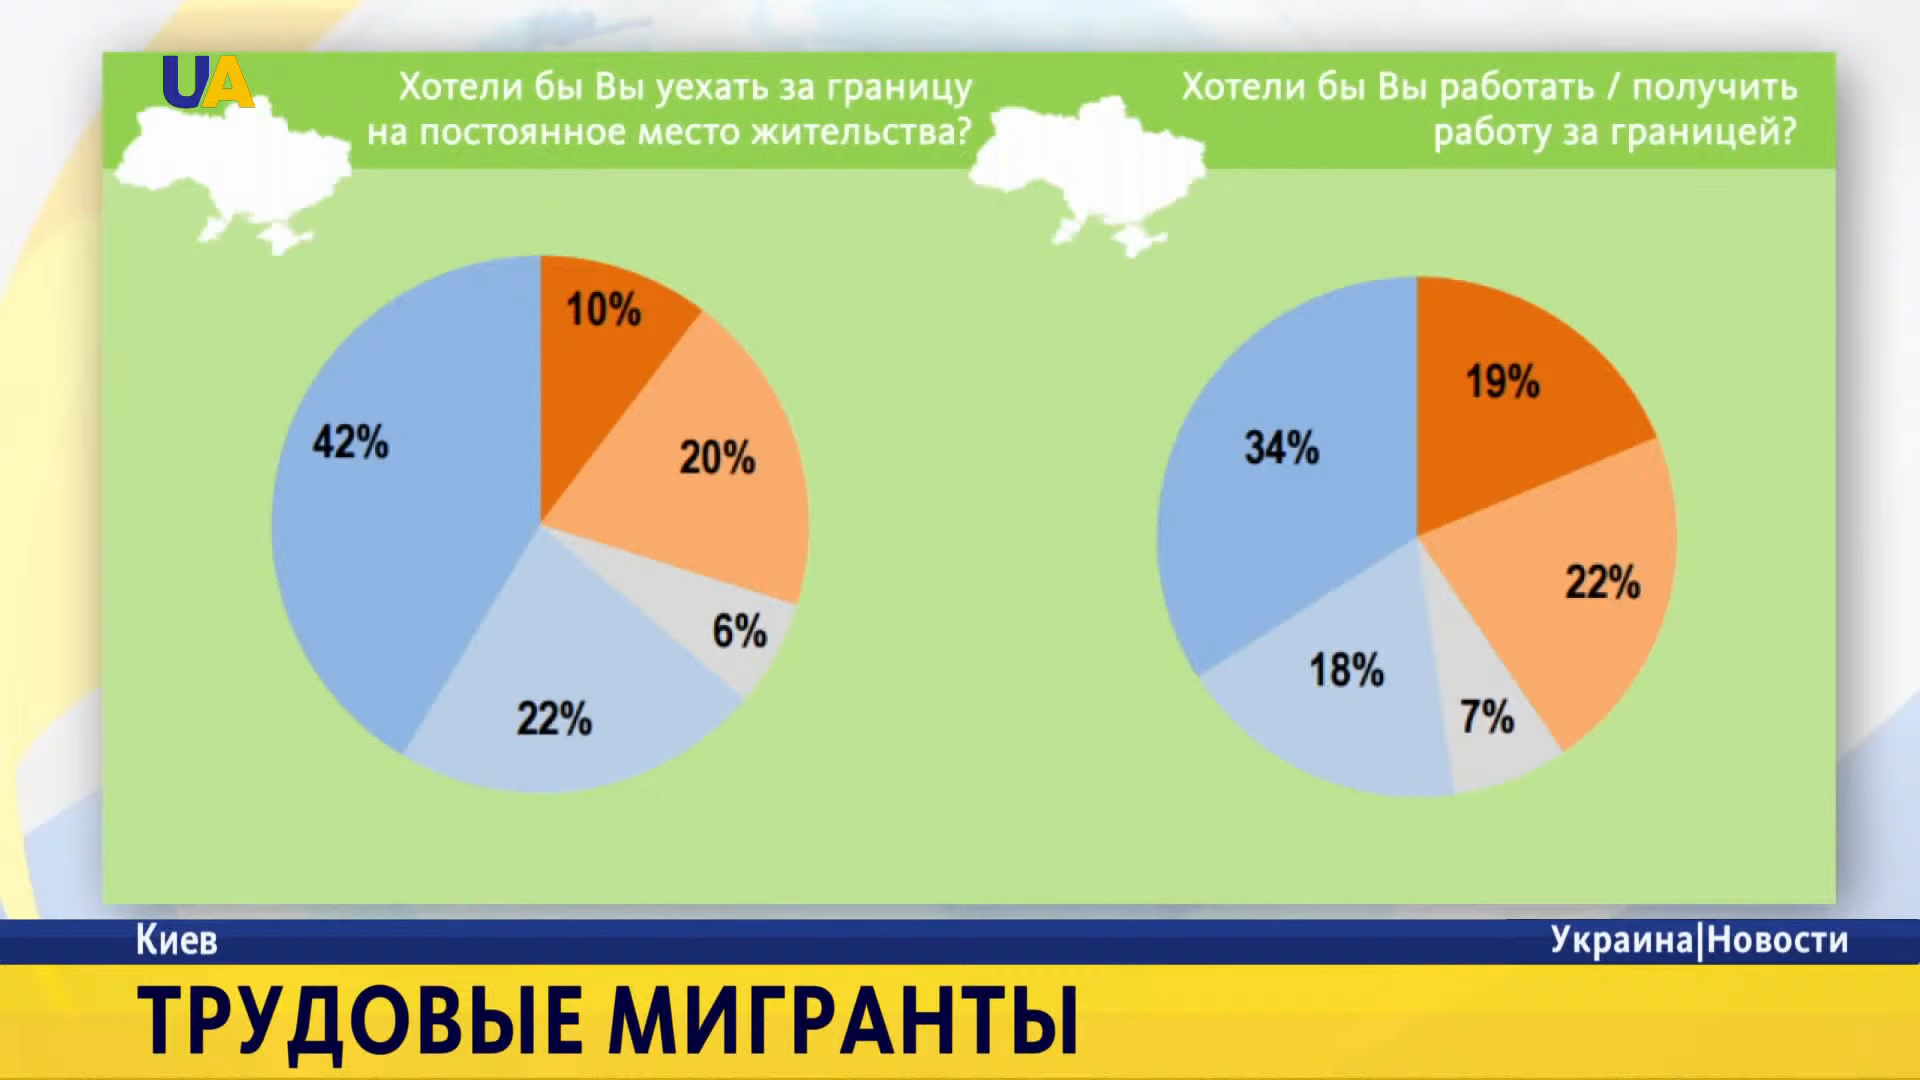 UA
Хотели бы Вы уехать за границу
на постоянное место жительства?
Хотели бы Вы работать / получить
работу за границей?
10%
20%
6%
22%
42%
19%
22%
7%
18%
34%
Киев
Украина|Новости
ТРУДОВЫЕ МИГРАНТЫ